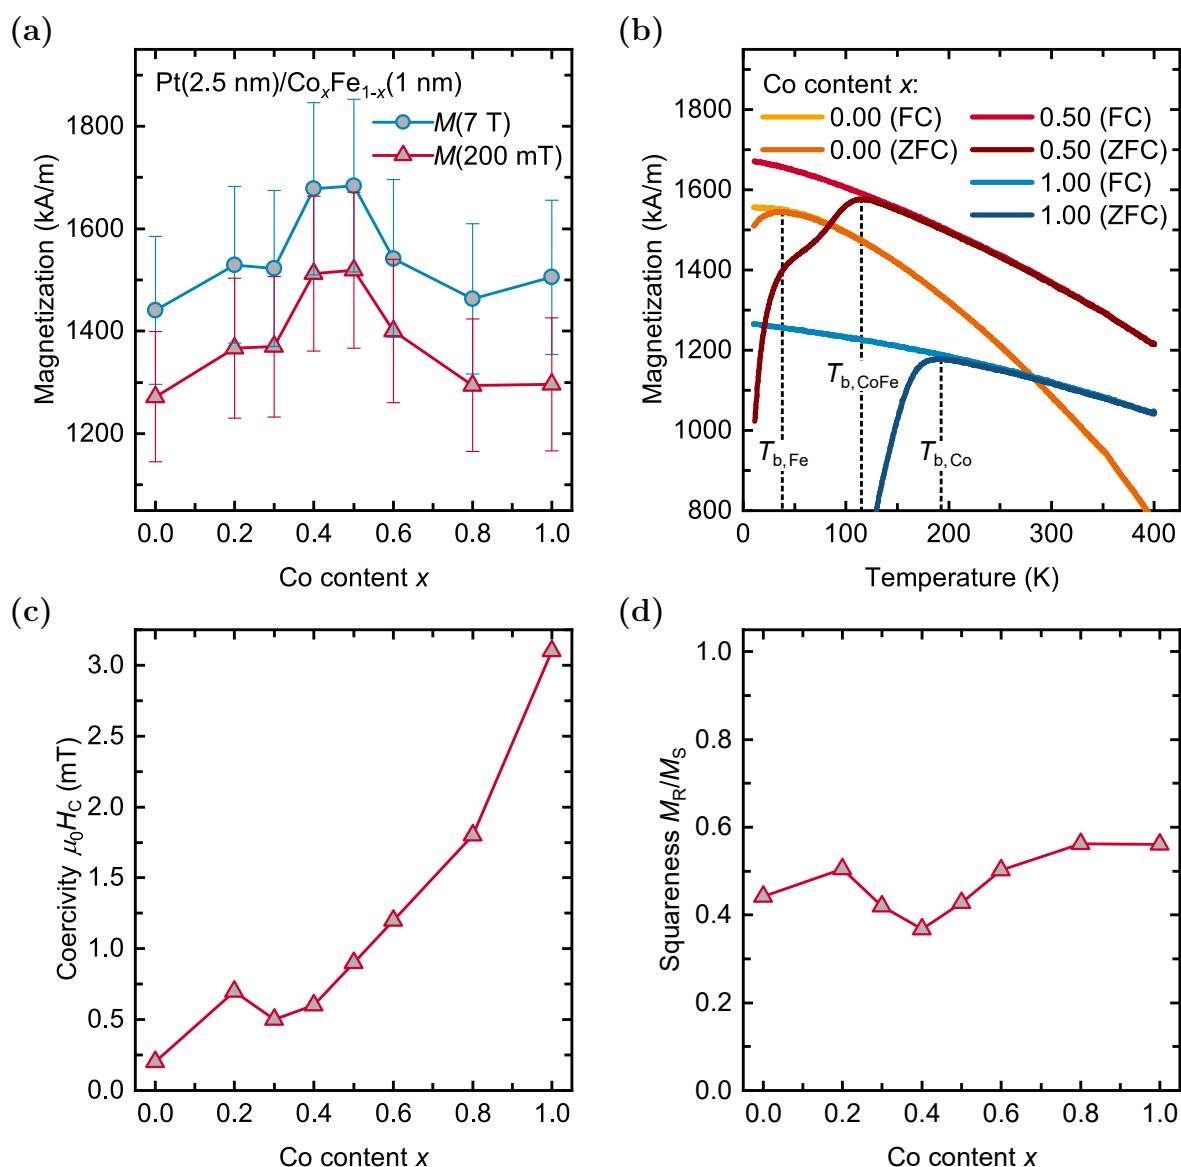 (a)
Pt(2.5 nm)/CoxFe1-x(1 nm)
M(7 T)
M(200 mT)
Magnetization (kA/m)
1800
1600
1400
1200
0.0 0.2 0.4 0.6 0.8 1.0
Co content x
(b)
Co content x:
0.00 (FC) 0.50 (FC)
0.00 (ZFC) 0.50 (ZFC)
1.00 (FC)
1.00 (ZFC)
Magnetization (kA/m)
1800
1600
1400
1200
1000
800
Tb,CoFe
Tb,Fe
Tb,Co
0 100 200 300 400
Temperature (K)
(c)
Coercivity μ0HC (mT)
3.0
2.5
2.0
1.5
1.0
0.5
0.0
0.0 0.2 0.4 0.6 0.8 1.0
Co content x
(d)
Squareness MR/MS
1.0
0.8
0.6
0.4
0.2
0.0
0.0 0.2 0.4 0.6 0.8 1.0
Co content x